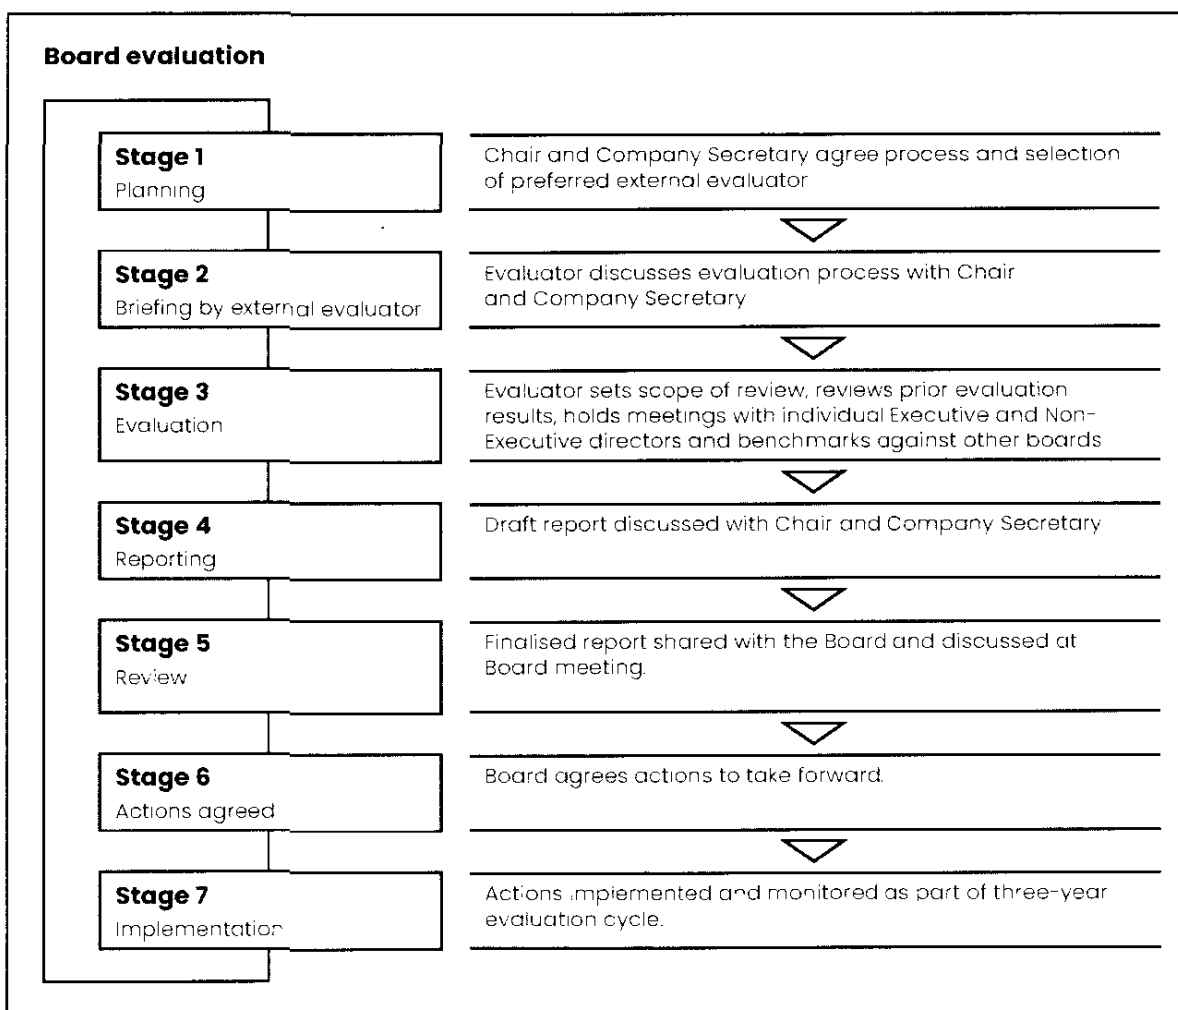 Board evaluation
Stage 1
Planning
Chair and Company Secretary agree process and selection
of preferred external evaluator
Stage 2
Briefing by external evaluator
Evaluator discusses evaluation process with Chair
and Company Secretary
Stage 3
Evaluation
Evaluator sets scope of review, reviews prior evaluation
results, holds meetings with individual Executive and Non-
Executive directors and benchmarks against other boards
Stage 4
Reporting
Draft report discussed with Chair and Company Secretary
Stage 5
Review
Finalised report shared with the Board and discussed at
Board meeting.
Stage 6
Actions agreed
Board agrees actions to take forward.
Stage 7
Implementation
Actions implemented and monitored as part of three-year
evaluation cycle.